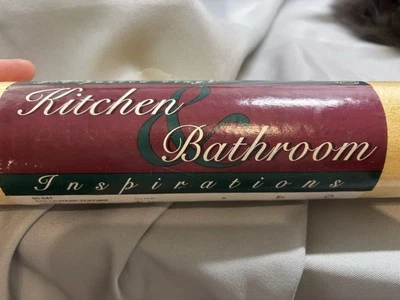 Kitchen
&
Bathroom
Inspirations